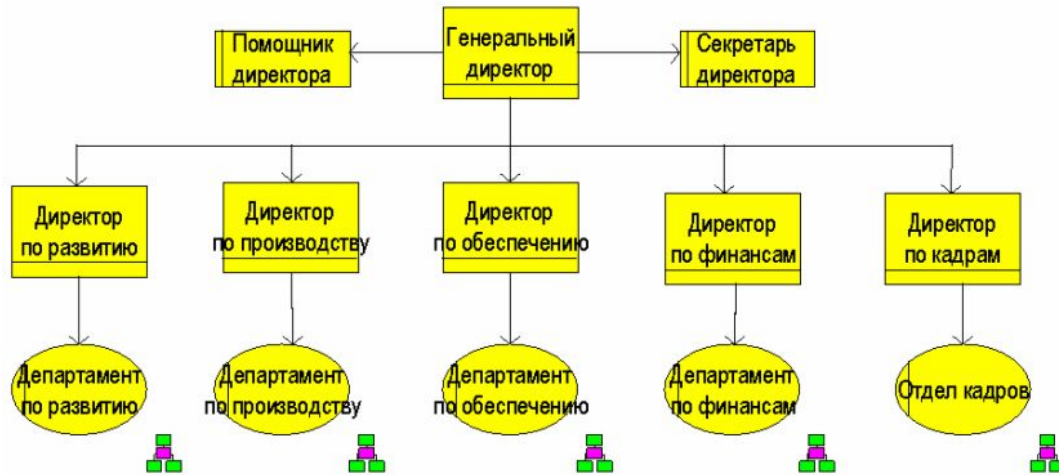 Помощник
директора
Генеральный
директор
Секретарь
директора
Директор
по развитию
Директор
по производству
Директор
по обеспечению
Директор
по финансам
Директор
по кадрам
Департамент
по развитию
Департамент
по производству
Департамент
по обеспечению
Департамент
по финансам
Отдел кадров